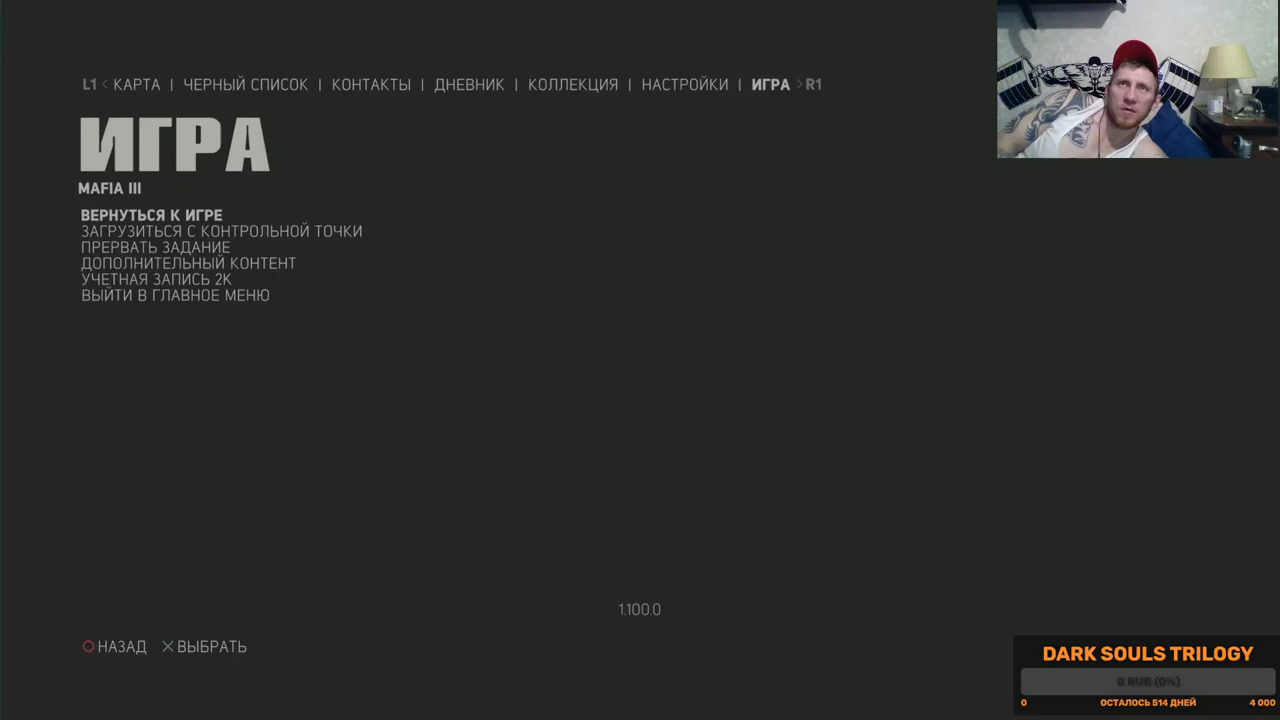 L1 < КАРТА | ЧЕРНЫЙ СПИСОК | КОНТАКТЫ | ДНЕВНИК | КОЛЛЕКЦИЯ | НАСТРОЙКИ | ИГРА > R1
ИГРА
MAFIA III
ВЕРНУТЬСЯ К ИГРЕ
ЗАГРУЗИТЬСЯ С КОНТРОЛЬНОЙ ТОЧКИ
ПРЕРВАТЬ ЗАДАНИЕ
ДОПОЛНИТЕЛЬНЫЙ КОНТЕНТ
УЧЕТНАЯ ЗАПИСЬ 2K
ВЫЙТИ В ГЛАВНОЕ МЕНЮ
1.100.0
НАЗАД ВЫБРАТЬ
DARK SOULS TRILOGY
0 RUB (0%)
0 ОСТАЛОСЬ 514 ДНЕЙ 4 000